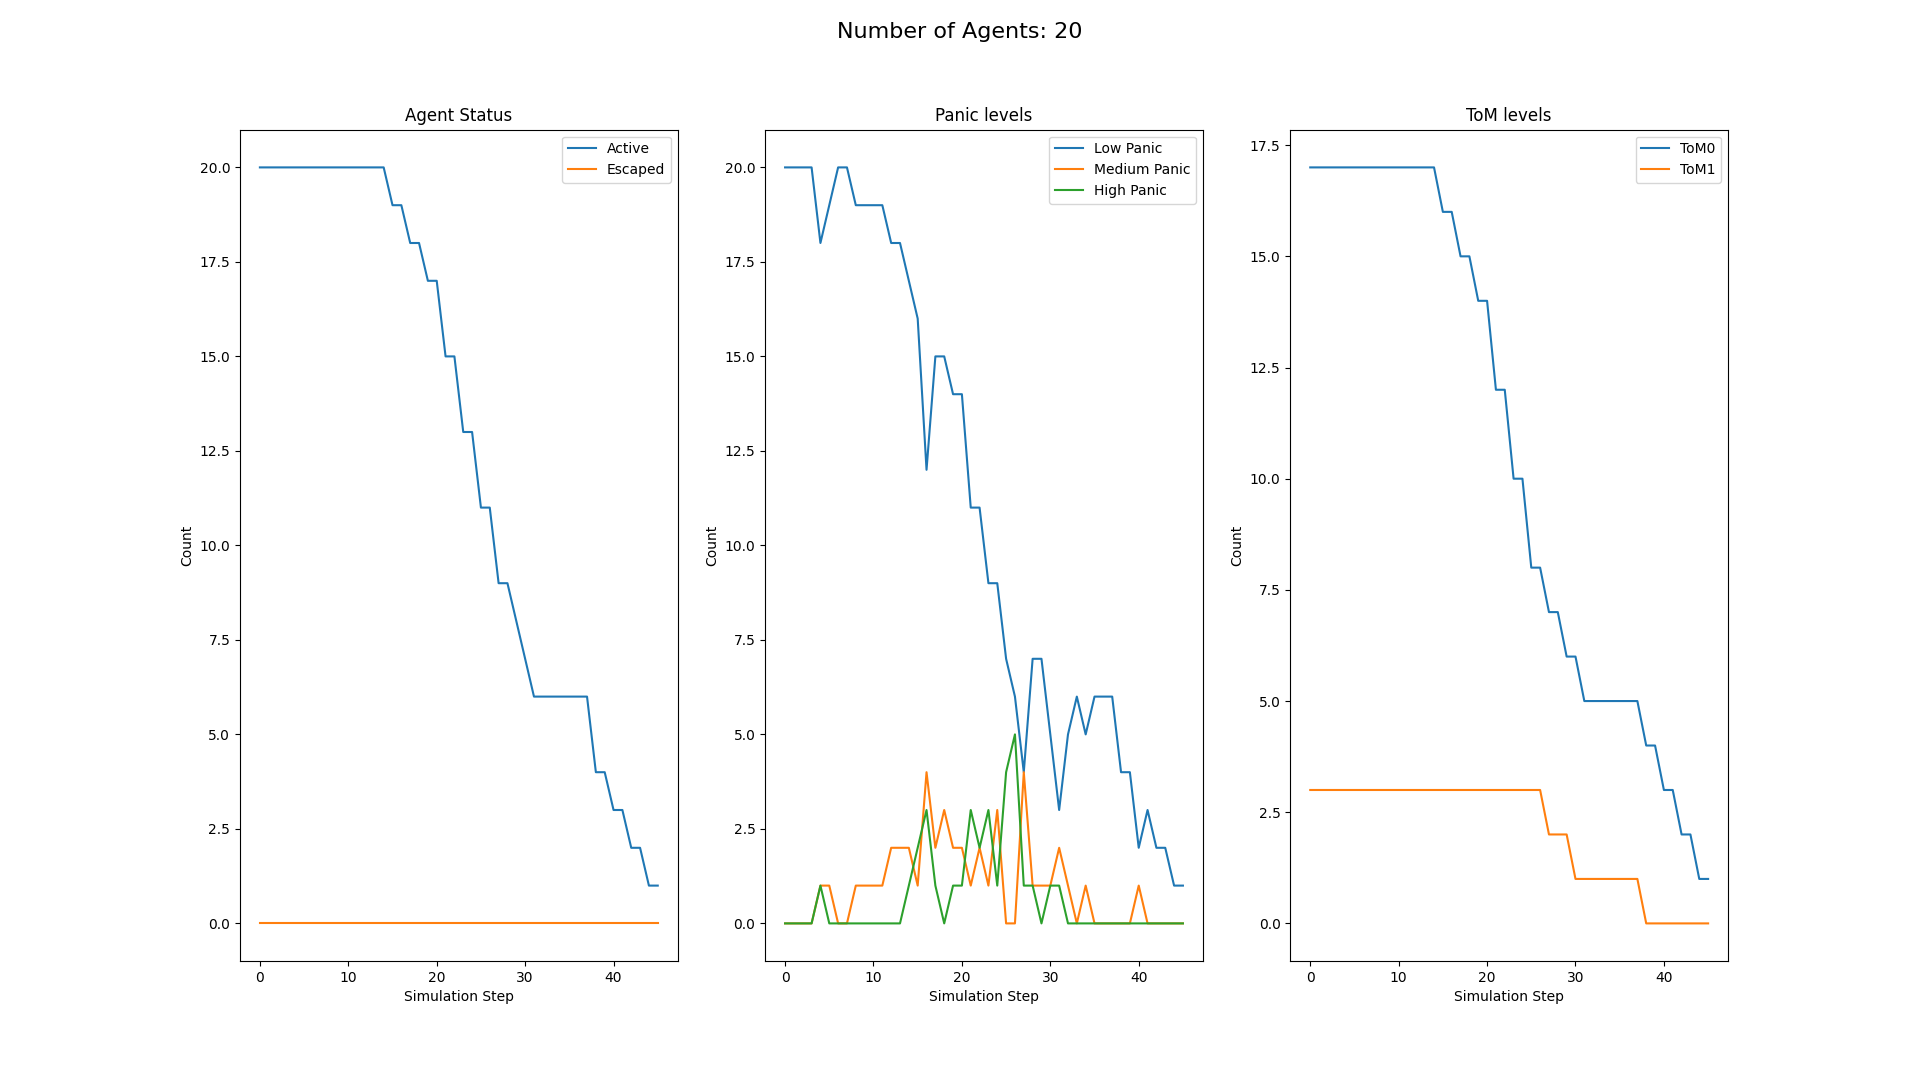 Number of Agents: 20
Agent Status
Active
Escaped
20.0
17.5
15.0
12.5
10.0
7.5
5.0
2.5
0.0
Count
0 10 20 30 40
Simulation Step
Panic levels
Low Panic
Medium Panic
High Panic
20.0
17.5
15.0
12.5
10.0
7.5
5.0
2.5
0.0
Count
0 10 20 30 40
Simulation Step
ToM levels
ToM0
ToM1
17.5
15.0
12.5
10.0
7.5
5.0
2.5
0.0
Count
0 10 20 30 40
Simulation Step